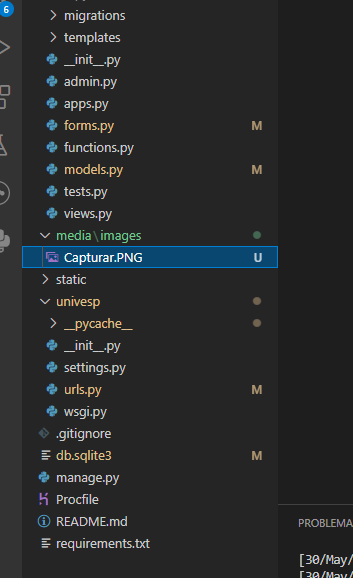 6
migrations
templates
__init__.py
admin.py
apps.py
forms.py M
functions.py
models.py M
tests.py
views.py
media\images
Capturar.PNG U
static
univesp
__pycache__
__init__.py
settings.py
urls.py M
wsgi.py
.gitignore
db.sqlite3 M
manage.py
Procfile
README.md
requirements.txt
PROBLEMA
[30/May/
[30/May/